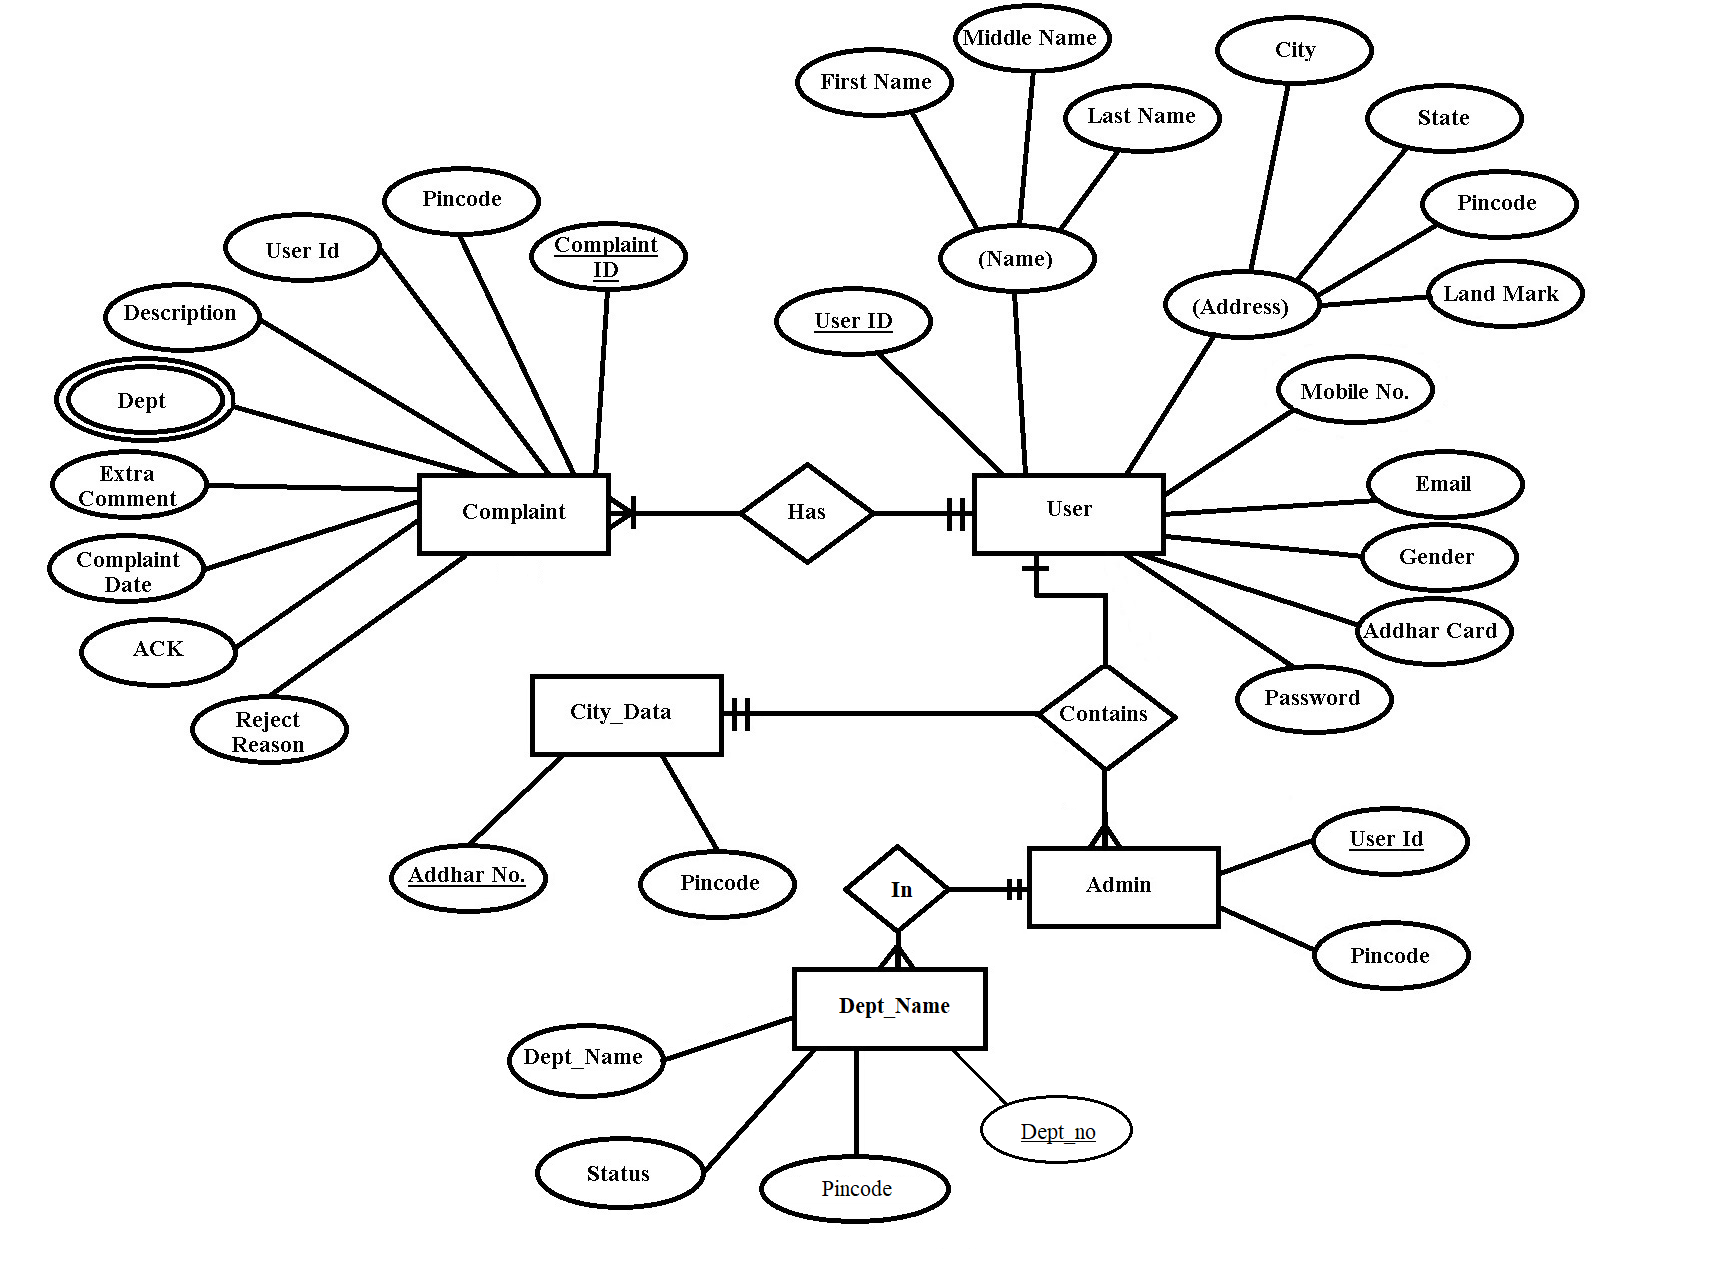 Middle Name
City
First Name
Last Name
State
Pincode
Pincode
User Id
Complaint
ID
(Name)
Land Mark
(Address)
Description
User ID
Dept
Mobile No.
Extra
Comment
Email
Complaint
Has
User
Complaint
Date
Gender
ACK
Addhar Card
Reject
Reason
Password
City_Data
Contains
Addhar No.
Pincode
User Id
In
Admin
Pincode
Dept_Name
Dept_Name
Dept_no
Status
Pincode